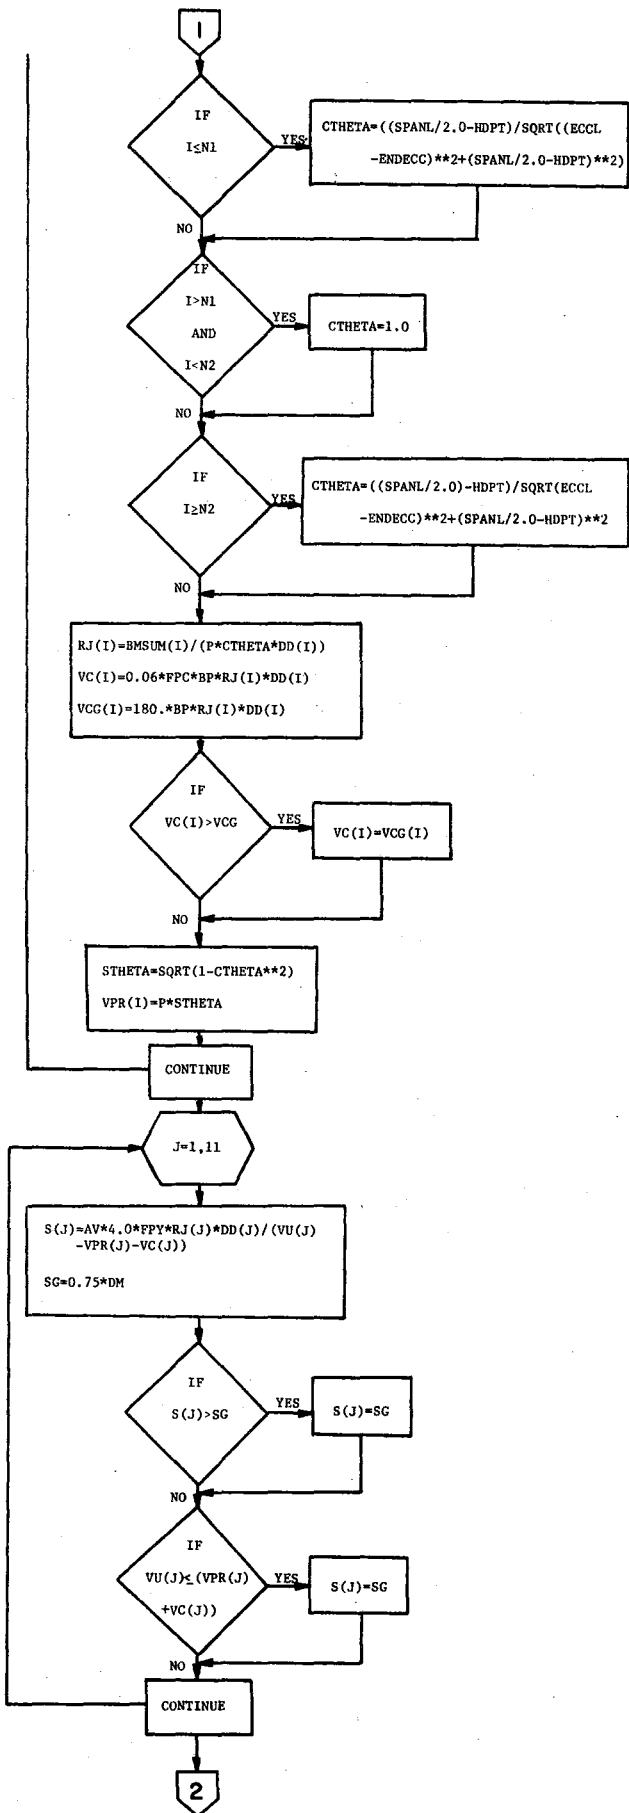 1
IF
I≤N1
YES
CTHETA=((SPANL/2.0-HDPT)/SQRT((ECCL
-ENDECC)**2+(SPANL/2.0-HDPT)**2)
NO
IF
I>N1
AND
I<N2
YES
CTHETA=1.0
NO
IF
I≥N2
YES
CTHETA=((SPANL/2.0)-HDPT)/SQRT(ECCL
-ENDECC)**2+(SPANL/2.0-HDPT)**2
NO
RJ(I)=BMSUM(I)/(P*CTHETA*DD(I))
VC(I)=0.06*FPC*BP*RJ(I)*DD(I)
VCG(I)=180.*BP*RJ(I)*DD(I)
IF
VC(I)>VCG
YES
VC(I)=VCG(I)
NO
STHETA=SQRT(1-CTHETA**2)
VPR(I)=P*STHETA
CONTINUE
J=1,11
S(J)=AV*4.0*FPY*RJ(J)*DD(J)/(VU(J)
-VPR(J)-VC(J))
SG=0.75*DM
IF
S(J)>SG
YES
S(J)=SG
NO
IF
VU(J)≤(VPR(J)
+VC(J))
YES
S(J)=SG
NO
CONTINUE
2